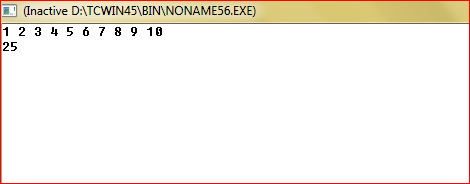 (Inactive D:\TCWIN45\BIN\NONAME56.EXE)
1 2 3 4 5 6 7 8 9 10
25